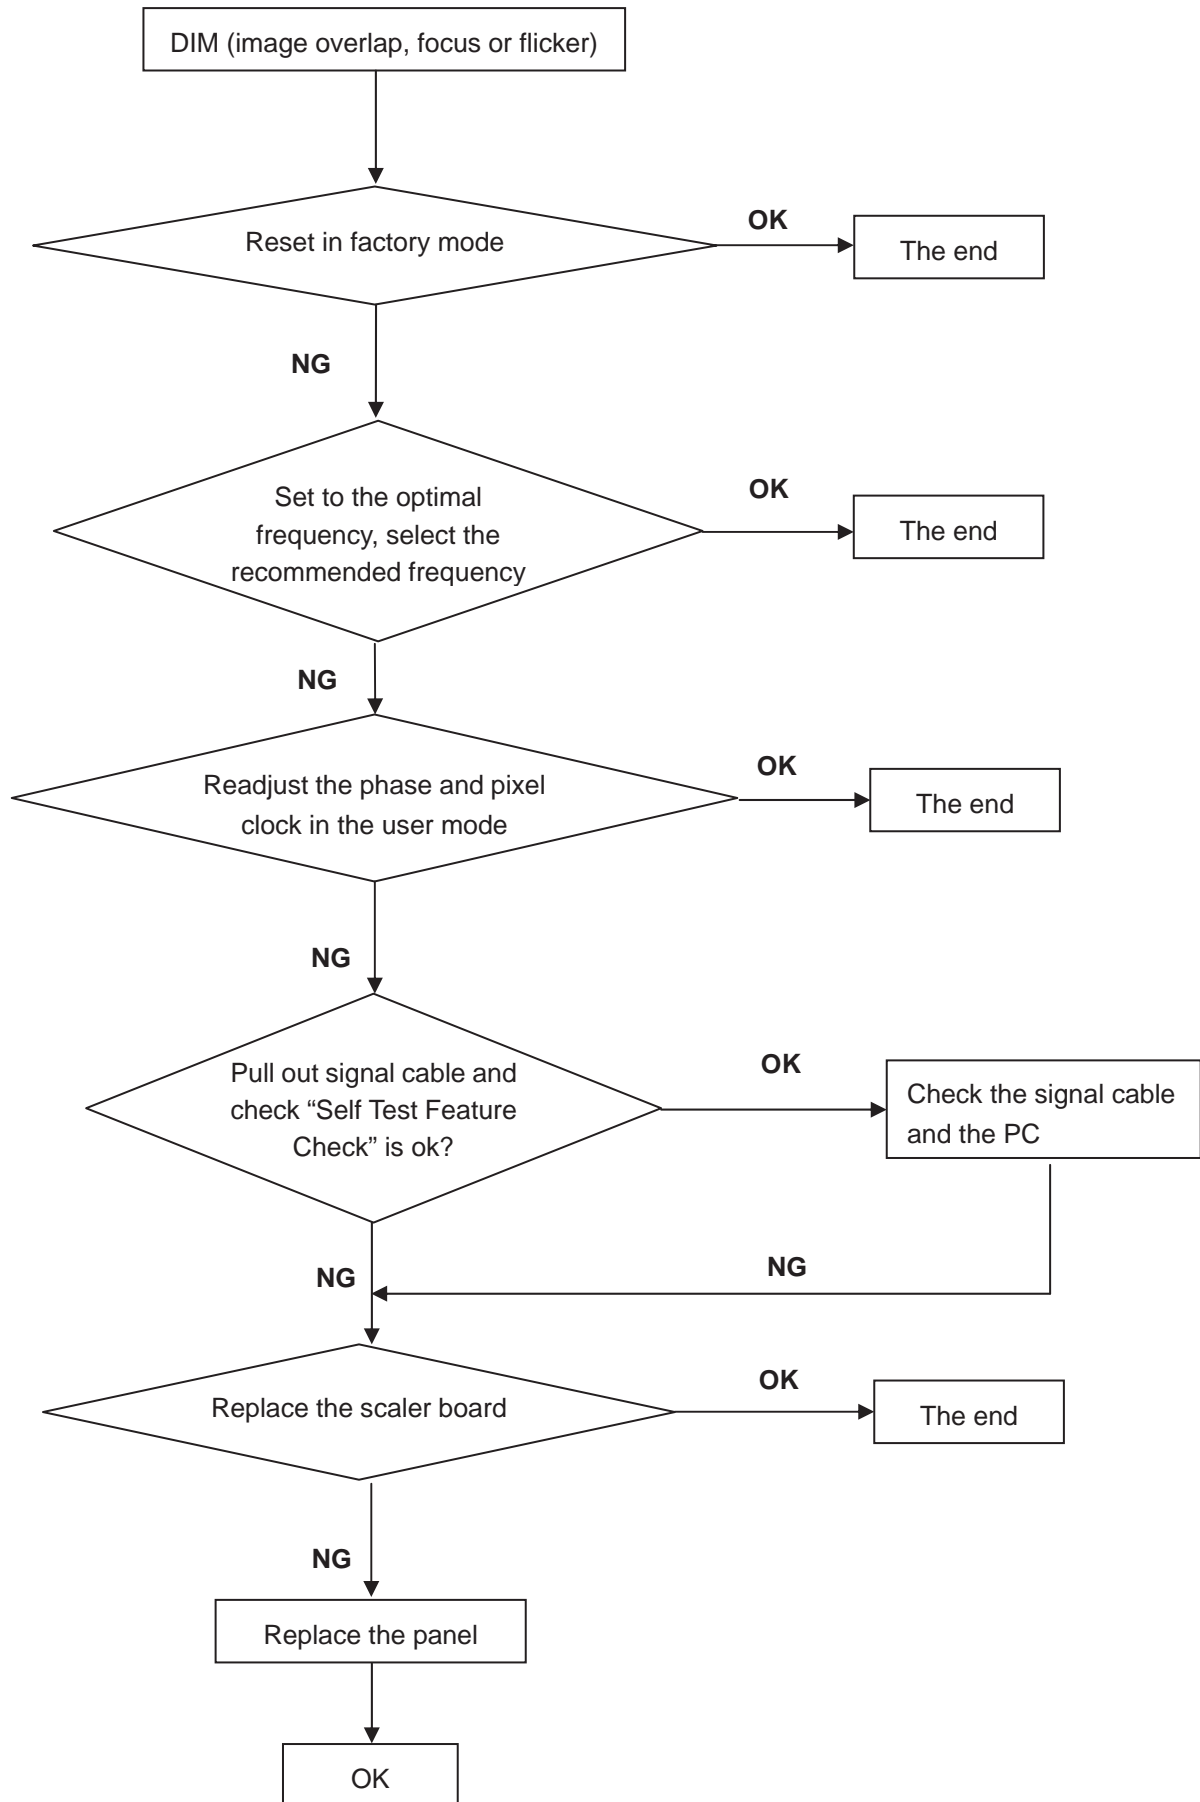 DIM (image overlap, focus or flicker)
Reset in factory mode
OK
The end
NG
Set to the optimal
frequency, select the
recommended frequency
OK
The end
NG
Readjust the phase and pixel
clock in the user mode
OK
The end
NG
Pull out signal cable and
check “Self Test Feature
Check” is ok?
OK
Check the signal cable
and the PC
NG
NG
Replace the scaler board
OK
The end
NG
Replace the panel
OK